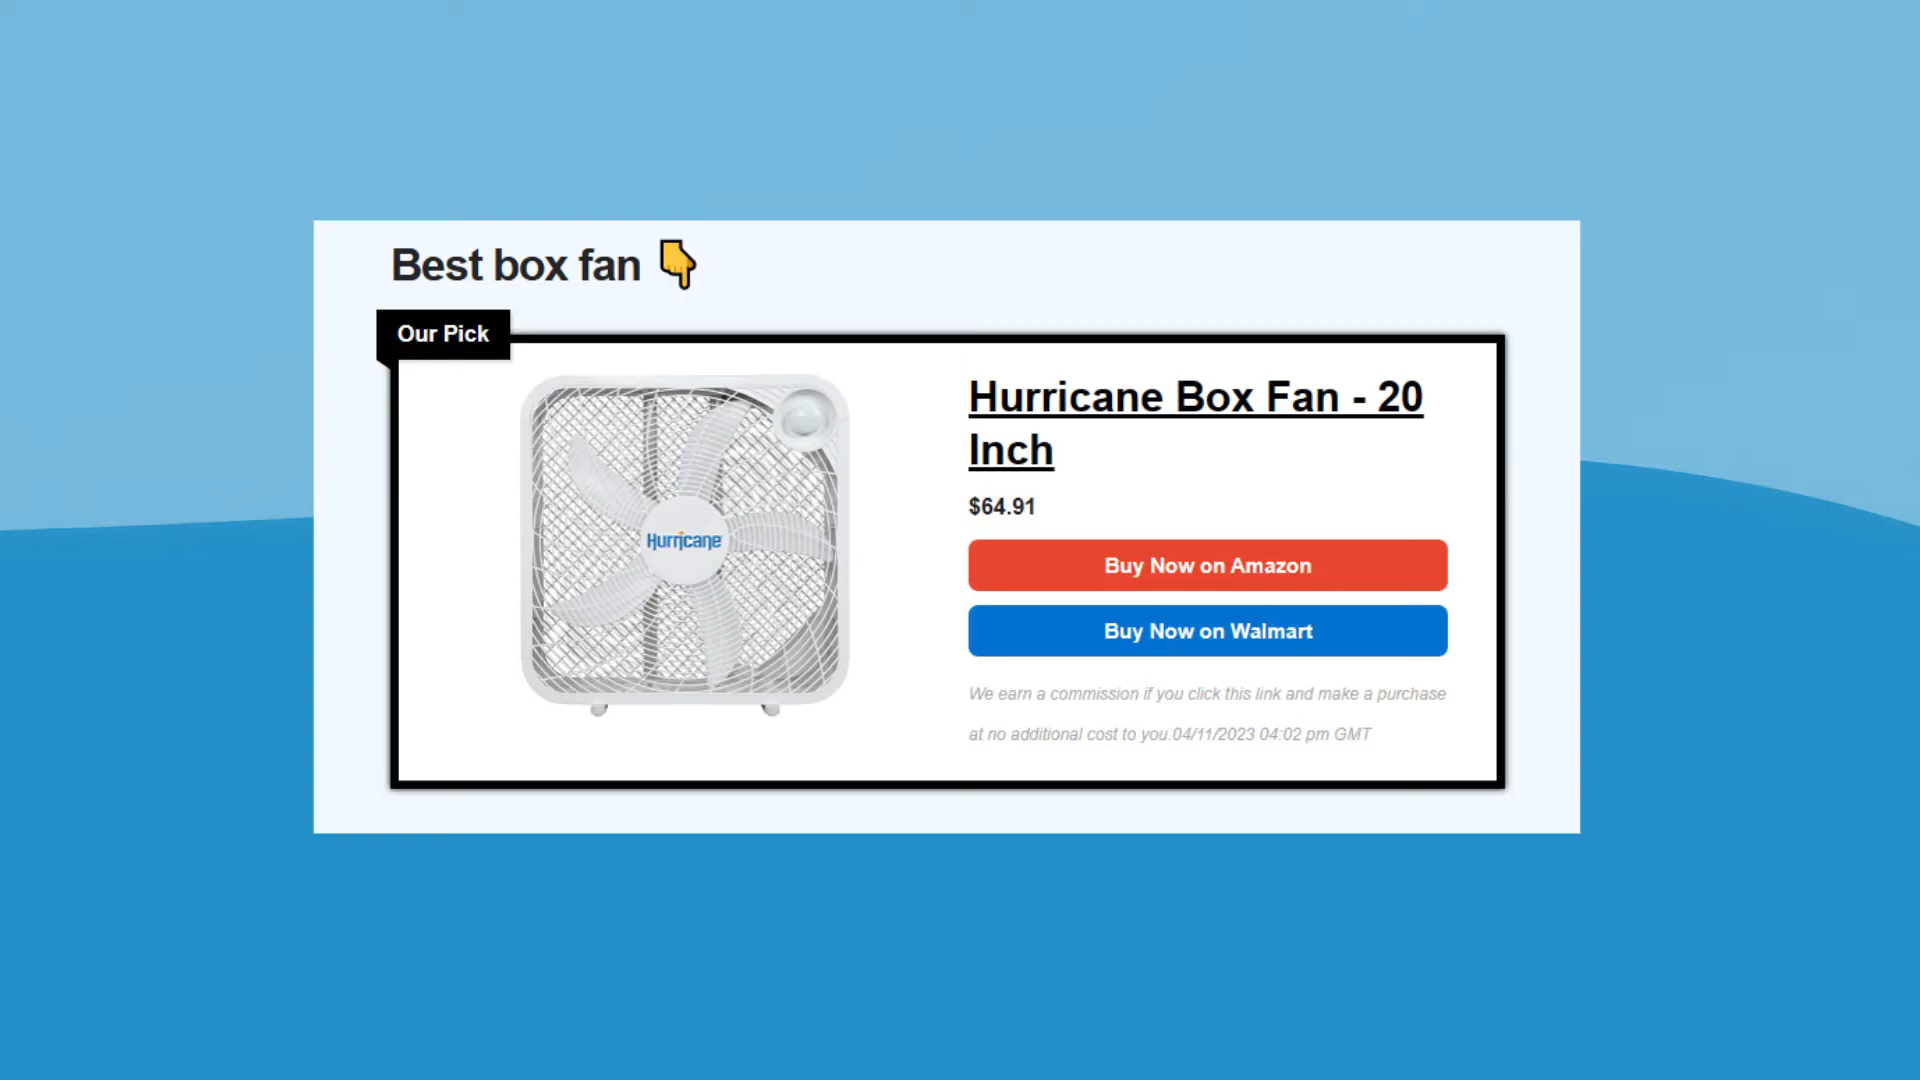 Best box fan 👇
Our Pick
Hurricane
Hurricane Box Fan - 20
Inch
$64.91
Buy Now on Amazon
Buy Now on Walmart
We earn a commission if you click this link and make a purchase
at no additional cost to you.04/11/2023 04:02 pm GMT